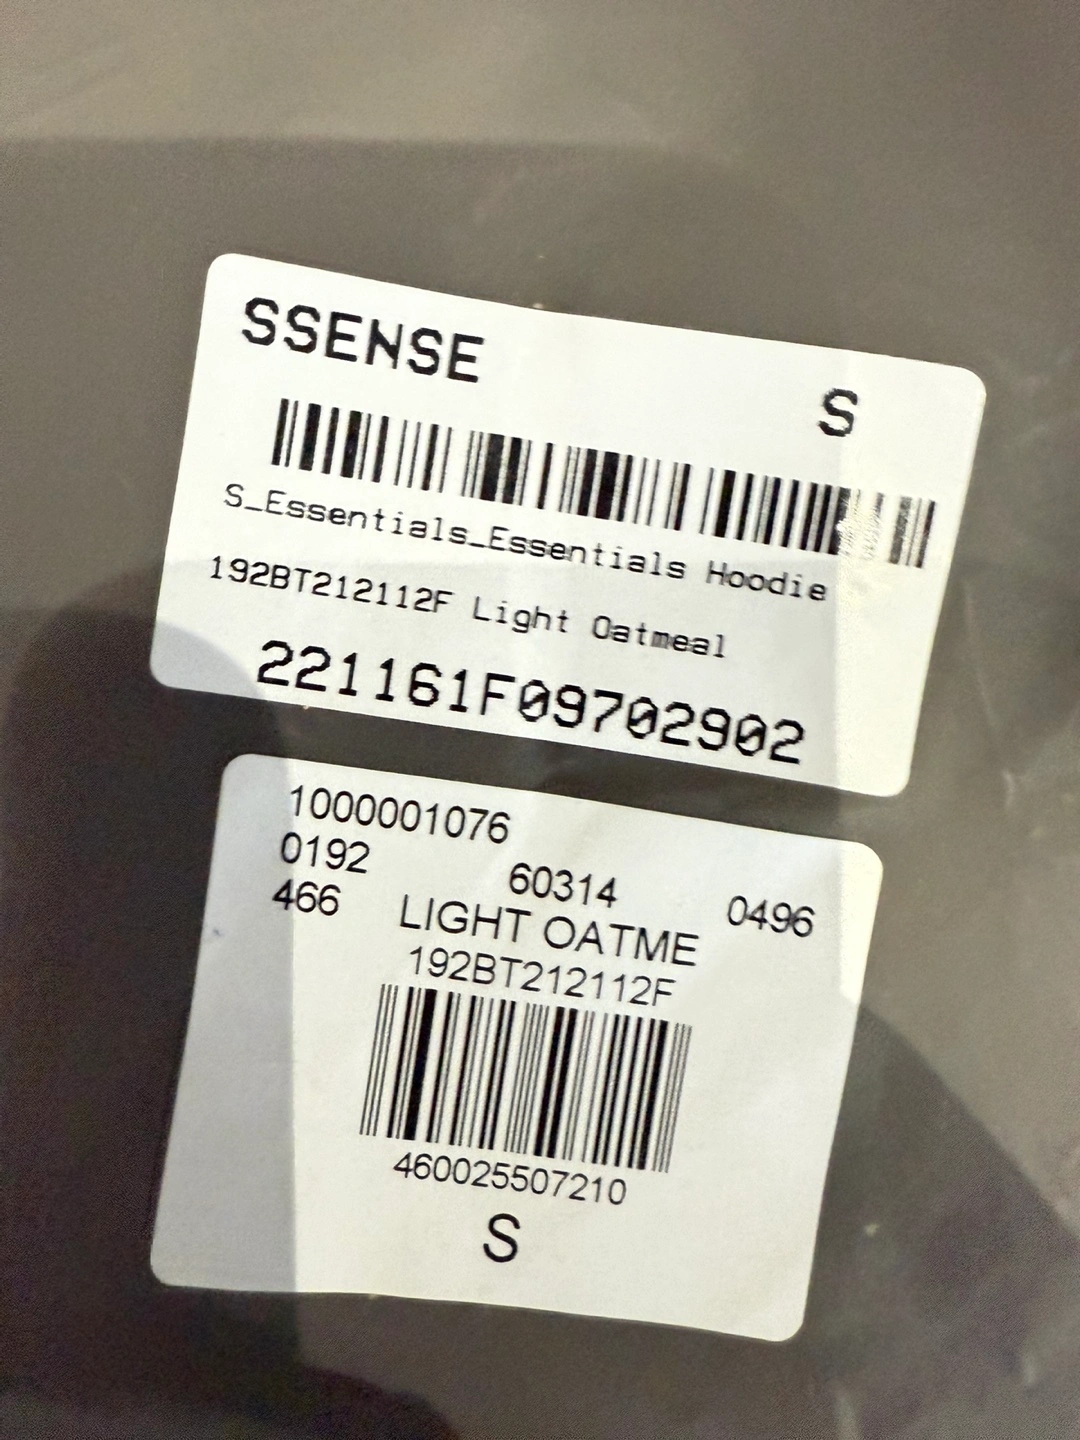 SSENSE
S
S_Essentials_Essentials Hoodie
192BT212112F Light Oatmeal
221161F09702902
1000001076
0192 60314 0496
466 LIGHT OATME
192BT212112F
460025507210
S